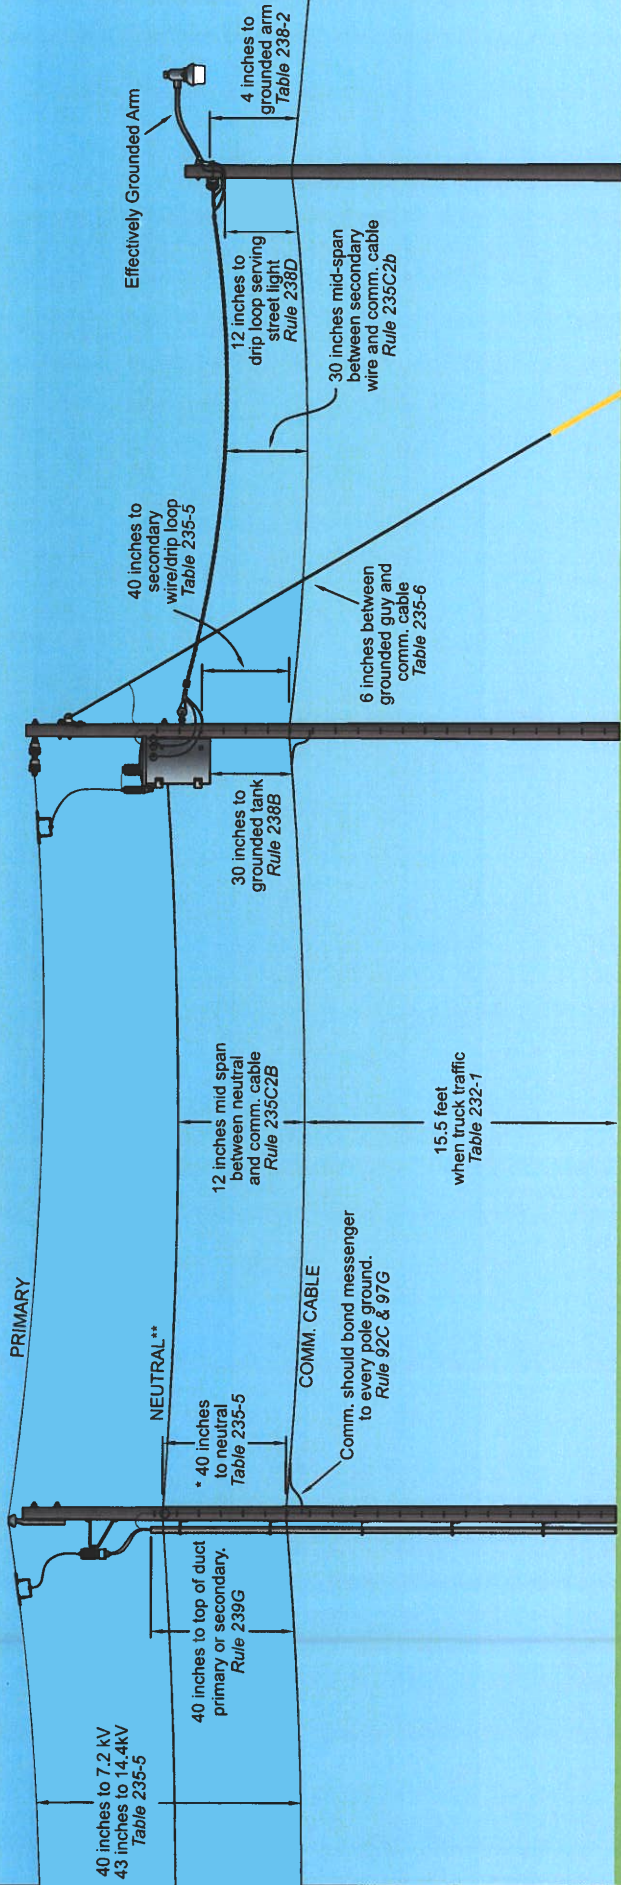 40 inches to 7.2 kV
43 inches to 14.4kV
Table 235-5
40 inches to top of duct
primary or secondary.
Rule 239G
PRIMARY
NEUTRAL**
* 40 inches
to neutral
Table 235-5
COMM. CABLE
Comm. should bond messenger
to every pole ground.
Rule 92C & 97G
12 inches mid span
between neutral
and comm. cable
Rule 235C2B
15.5 feet
when truck traffic
Table 232-1
30 inches to
grounded tank
Rule 238B
40 inches to
secondary
wire/drip loop
Table 235-5
6 inches between
grounded guy and
comm. cable
Table 235-6
30 inches mid-span
between secondary
wire and comm. cable
Rule 235C2b
12 inches to
drip loop serving
street light
Rule 238D
Effectively Grounded Arm
4 inches to
grounded arm
Table 238-2